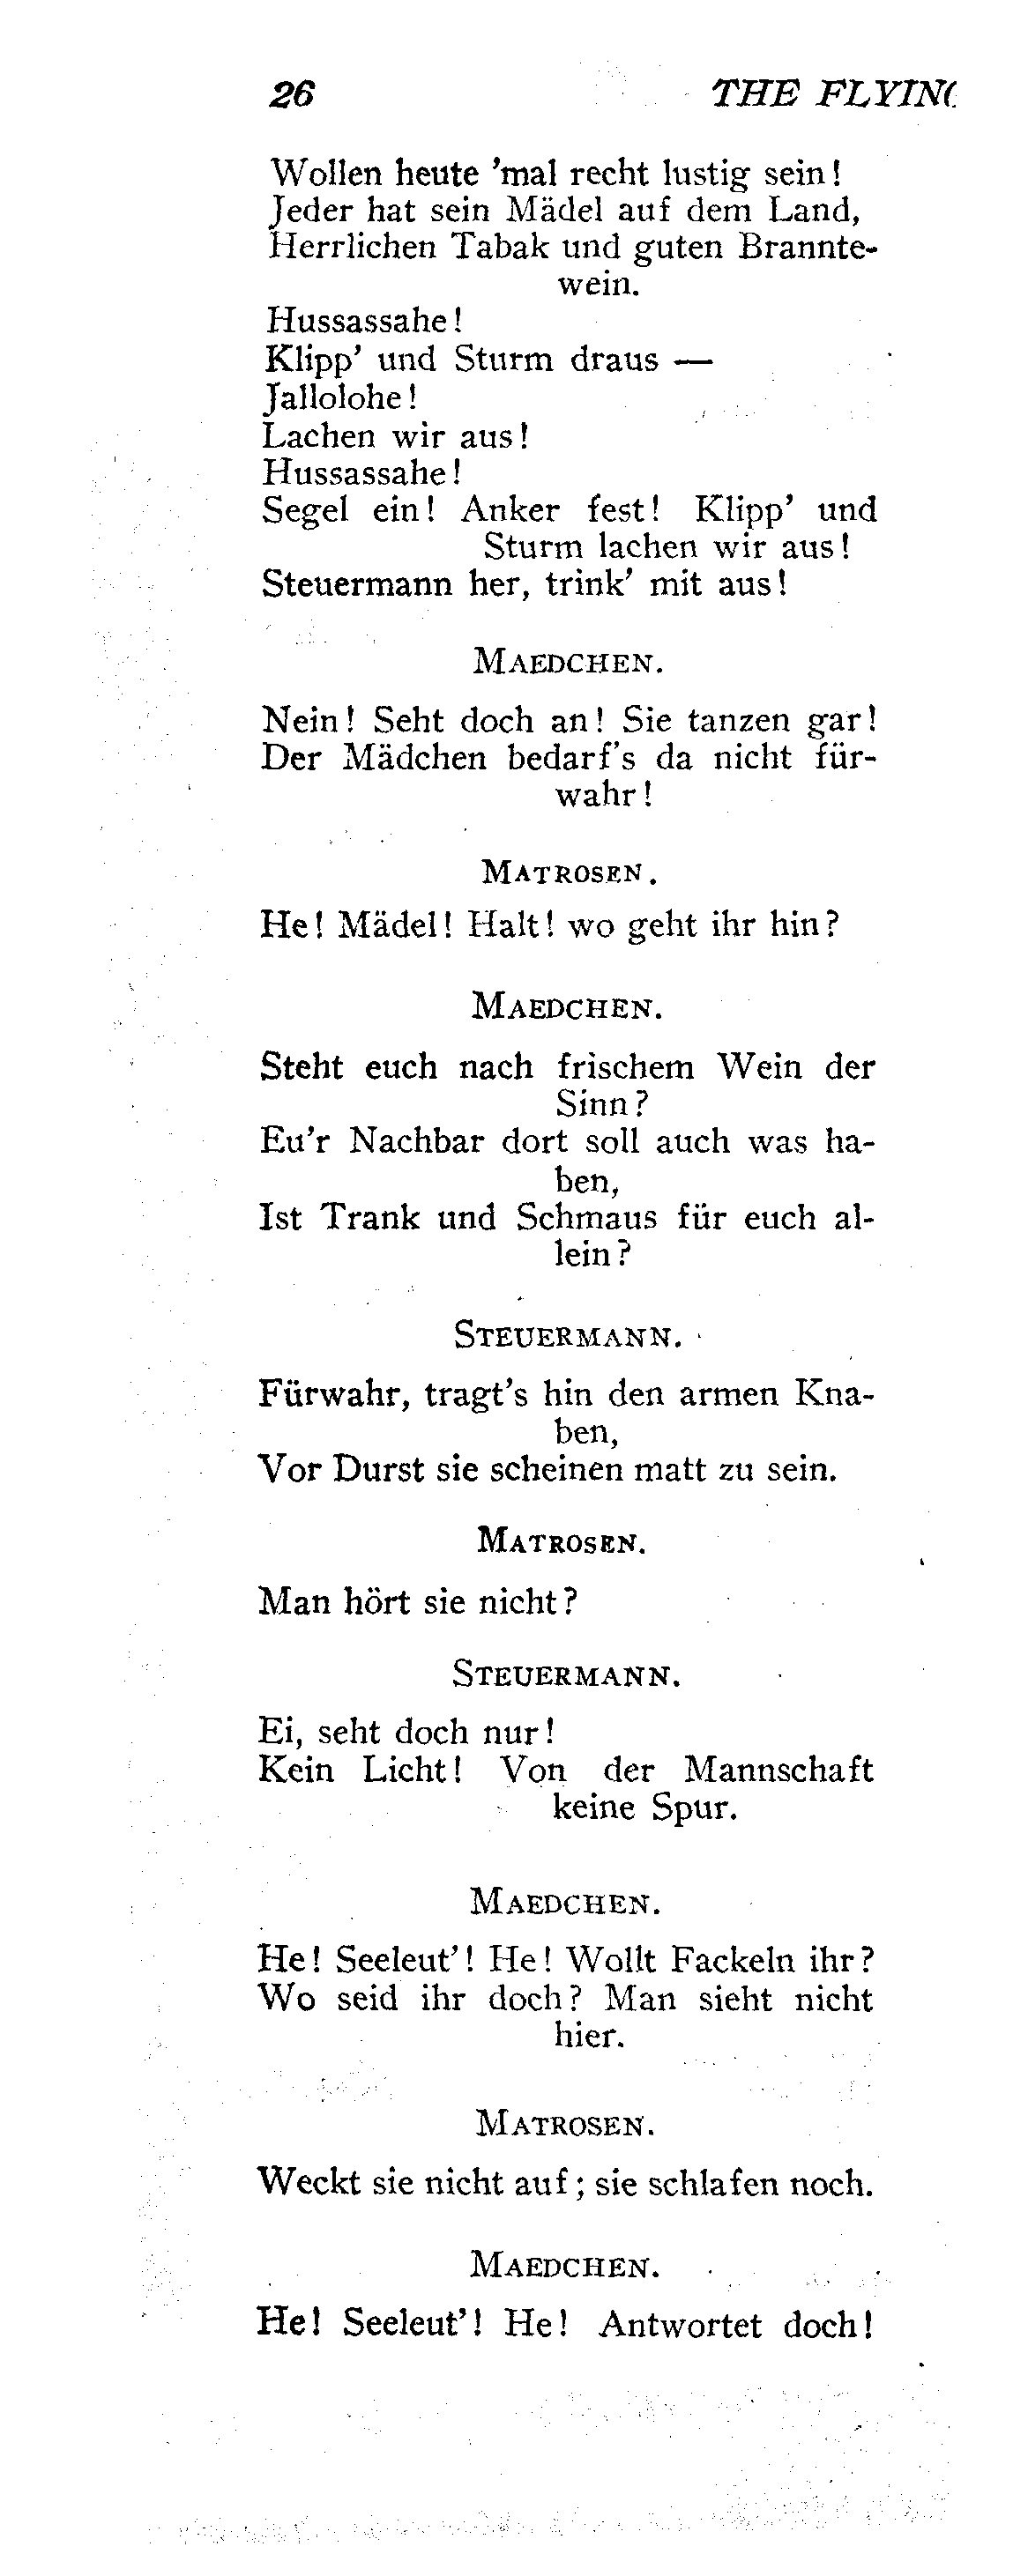 26 THE FLYING
Wollen heute 'mal recht lustig sein!
Jeder hat sein Mädel auf dem Land,
Herrlichen Tabak und guten Brannte-
wein.
Hussassahe!
Klipp' und Sturm draus —
Jallolohe!
Lachen wir aus!
Hussassahe!
Segel ein! Anker fest! Klipp' und
Sturm lachen wir aus!
Steuermann her, trink' mit aus!
MAEDCHEN.
Nein! Seht doch an! Sie tanzen gar!
Der Mädchen bedarf's da nicht für-
wahr!
MATROSEN.
He! Mädel! Halt! wo geht ihr hin?
MAEDCHEN.
Steht euch nach frischem Wein der
Sinn?
Eu'r Nachbar dort soll auch was ha-
ben,
Ist Trank und Schmaus für euch al-
lein?
STEUERMANN.
Fürwahr, tragt's hin den armen Kna-
ben,
Vor Durst sie scheinen matt zu sein.
MATROSEN.
Man hört sie nicht?
STEUERMANN.
Ei, seht doch nur!
Kein Licht! Von der Mannschaft
keine Spur.
MAEDCHEN.
He! Seeleut'! He! Wollt Fackeln ihr?
Wo seid ihr doch? Man sieht nicht
hier.
MATROSEN.
Weckt sie nicht auf; sie schlafen noch.
MAEDCHEN.
He! Seeleut'! He! Antwortet doch!